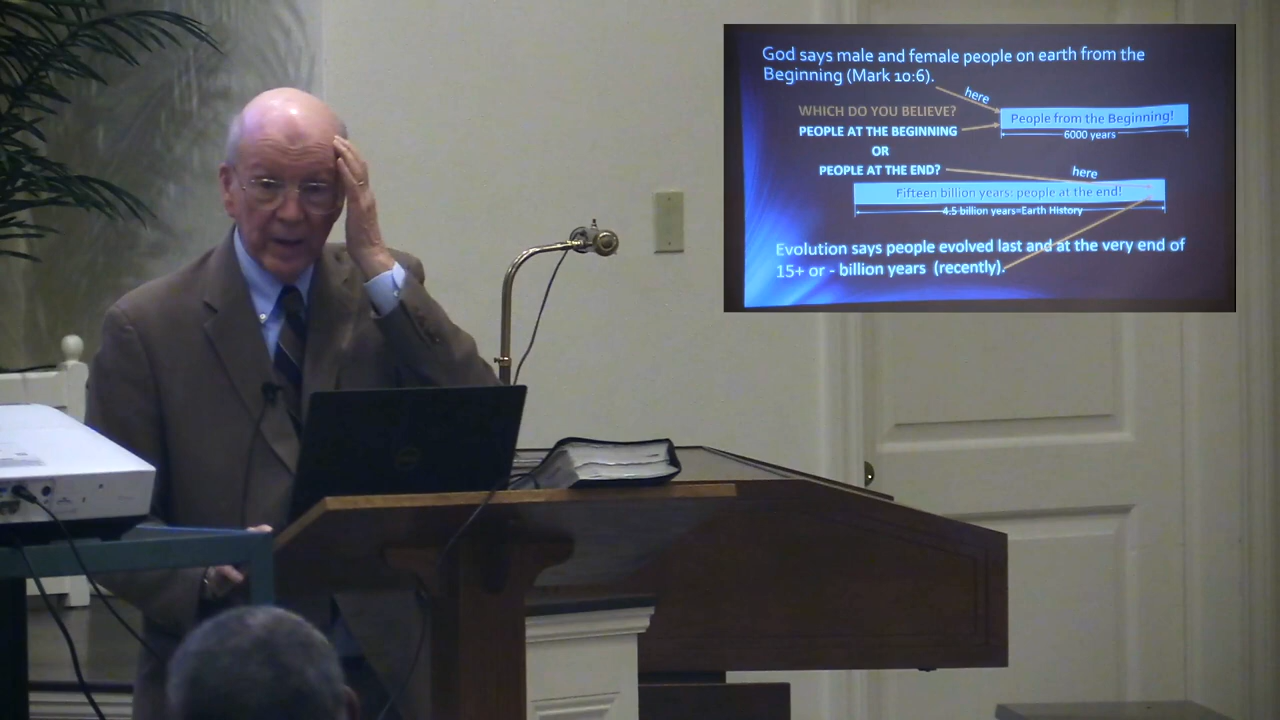 God says male and female people on earth from the
Beginning (Mark 10:6).
here
WHICH DO YOU BELIEVE?
People from the Beginning!
PEOPLE AT THE BEGINNING
6000 years
OR
PEOPLE AT THE END?
here
Fifteen billion years: people at the end!
4.5 billion years=Earth History
Evolution says people evolved last and at the very end of
15+ or - billion years (recently).